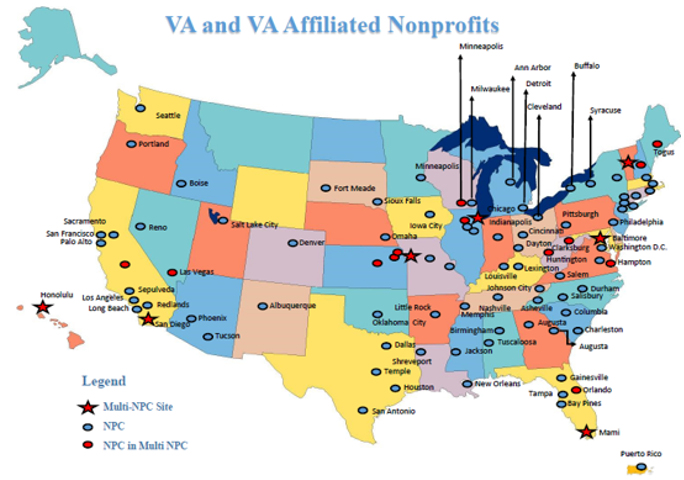 VA and VA Affiliated Nonprofits
Minneapolis
Ann Arbor
Buffalo
Detroit
Milwaukee
Cleveland
Syracuse
Seattle
Togus
Portland
Minneapolis
Boise
Fort Meade
Sioux Falls
Chicago
Iowa City
Indianapolis
Pittsburgh
Philadelphia
Sacramento
San Francisco
Palo Alto
Reno
Salt Lake City
Omaha
Cincinnati
Baltimore
Denver
Dayton
Clarksburg
Washington D.C.
Huntington
Hampton
Las Vegas
Louisville
Lexington
Salem
Honolulu
Sepulveda
Johnson City
Durham
Los Angeles
Redlands
Salisbury
Long Beach
Albuquerque
Little Rock
Nashville
Asheville
San Diego
Phoenix
Oklahoma City
Memphis
Columbia
Birmingham
Augusta
Charleston
Tucson
Tuscaloosa
Dallas
Jackson
Augusta
Shreveport
Temple
Gainesville
Legend
Houston
New Orleans
Orlando
Tampa
Bay Pines
Multi-NPC Site
San Antonio
NPC
Mami
NPC in Multi NPC
Puerto Rico